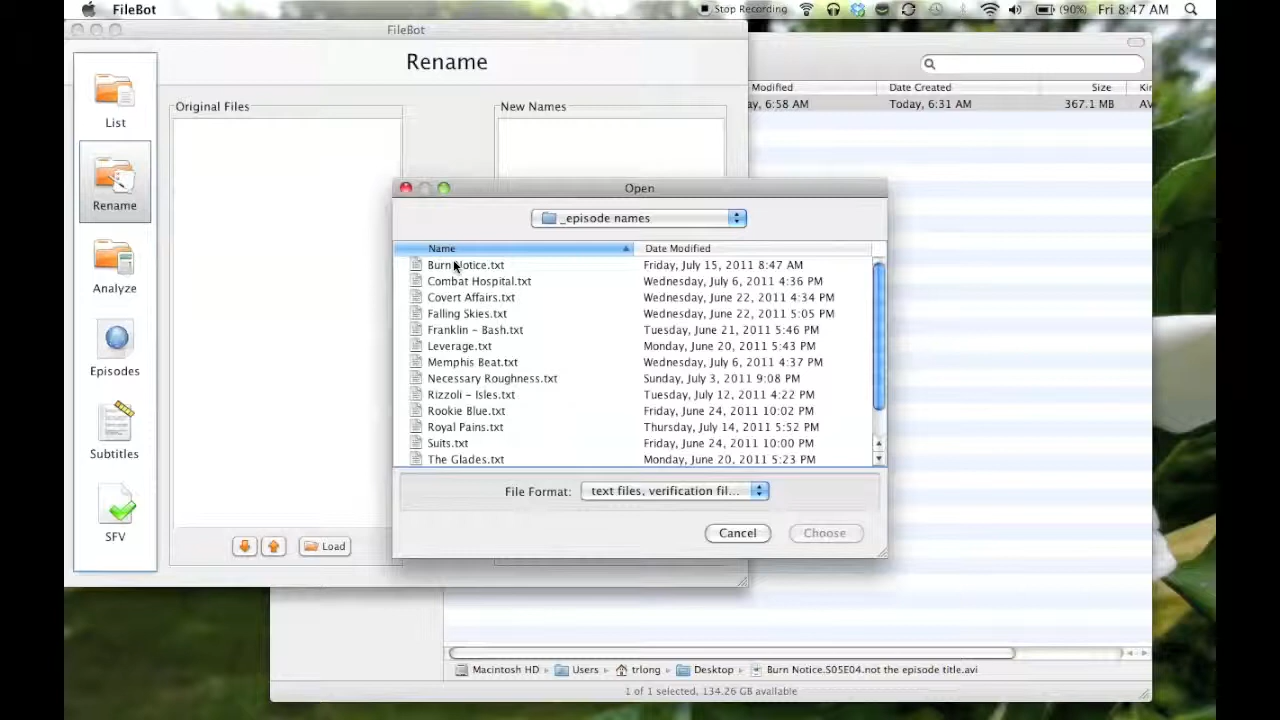 FileBot
Stop Recording
(90%)
Fri 8:47 AM
FileBot
Rename
List
Rename
Analyze
Episodes
Subtitles
SFV
Original Files
New Names
Load
Open
_episode names
Name
Date Modified
Burn Notice.txt
Friday, July 15, 2011 8:47 AM
Combat Hospital.txt
Wednesday, July 6, 2011 4:36 PM
Covert Affairs.txt
Wednesday, June 22, 2011 4:34 PM
Falling Skies.txt
Wednesday, June 22, 2011 5:05 PM
Franklin - Bash.txt
Tuesday, June 21, 2011 5:46 PM
Leverage.txt
Monday, June 20, 2011 5:43 PM
Memphis Beat.txt
Wednesday, July 6, 2011 4:37 PM
Necessary Roughness.txt
Sunday, July 3, 2011 9:08 PM
Rizzoli - Isles.txt
Tuesday, July 12, 2011 4:22 PM
Rookie Blue.txt
Friday, June 24, 2011 10:02 PM
Royal Pains.txt
Thursday, July 14, 2011 5:52 PM
Suits.txt
Friday, June 24, 2011 10:00 PM
The Glades.txt
Monday, June 20, 2011 5:23 PM
File Format:
text files, verification fil...
Cancel
Choose
Modified
Date Created
Size
Ki
ay, 6:58 AM
Today, 6:31 AM
367.1 MB
AV
Macintosh HD
Users
trlong
Desktop
Burn Notice.S05E04.not the episode title.avi
1 of 1 selected, 134.26 GB available